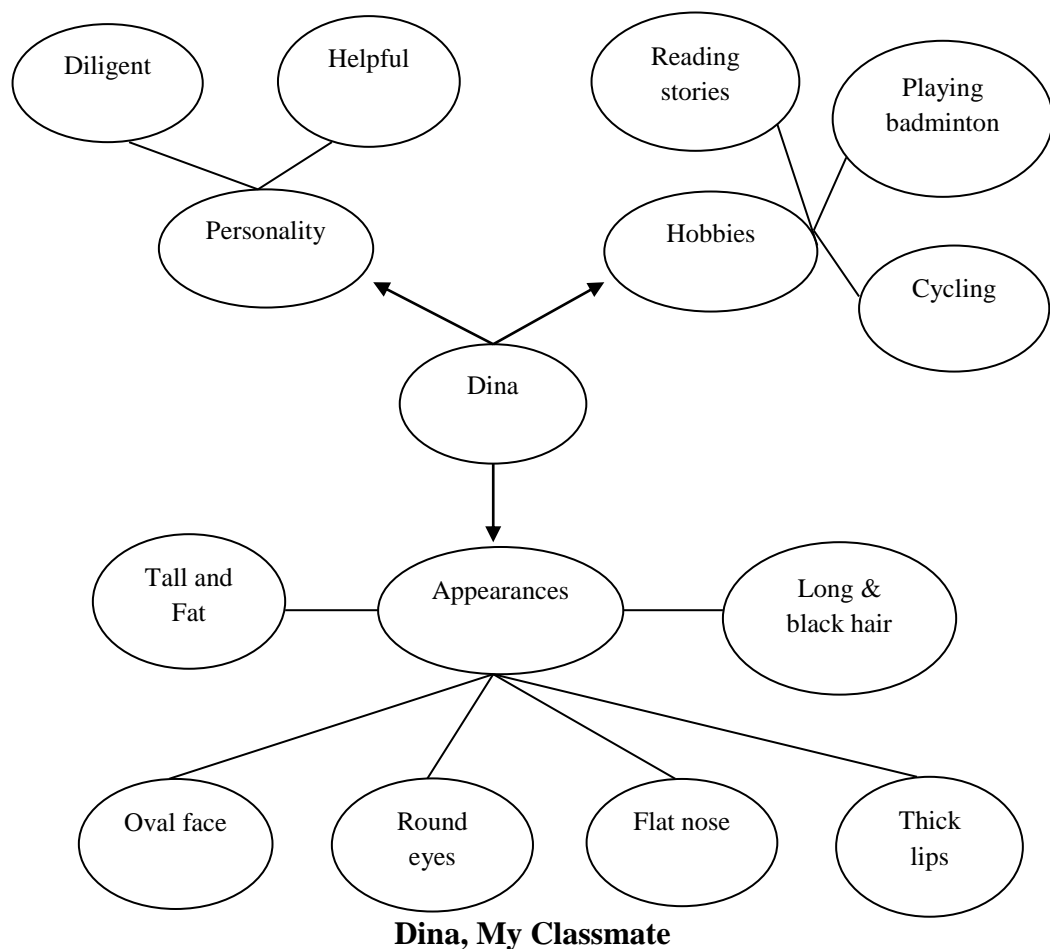 Diligent
Helpful
Reading
stories
Playing
badminton
Personality
Hobbies
Cycling
Dina
Tall and
Fat
Appearances
Long &
black hair
Oval face
Round
eyes
Flat nose
Thick
lips
Dina, My Classmate